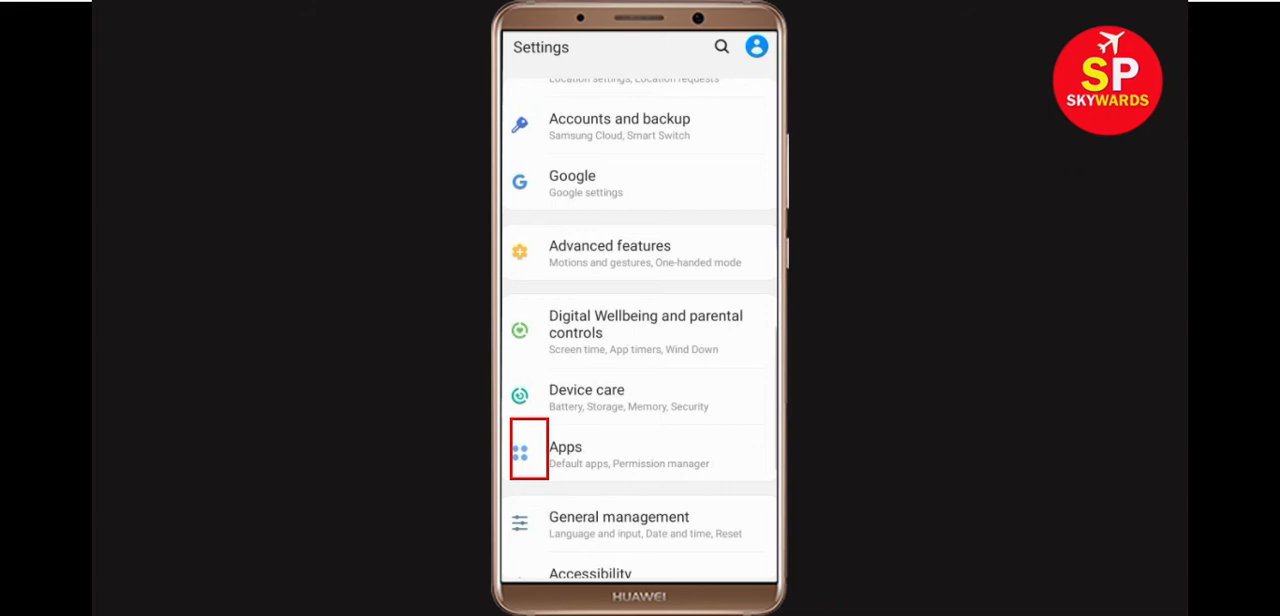 Settings
SP
SKYWARDS
Location settings, Location requests
Accounts and backup
Samsung Cloud, Smart Switch
Google
Google settings
Advanced features
Motions and gestures, One-handed mode
Digital Wellbeing and parental
controls
Screen time, App timers, Wind Down
Device care
Battery, Storage, Memory, Security
Apps
Default apps, Permission manager
General management
Language and input, Date and time, Reset
Accessibility
HUAWEI